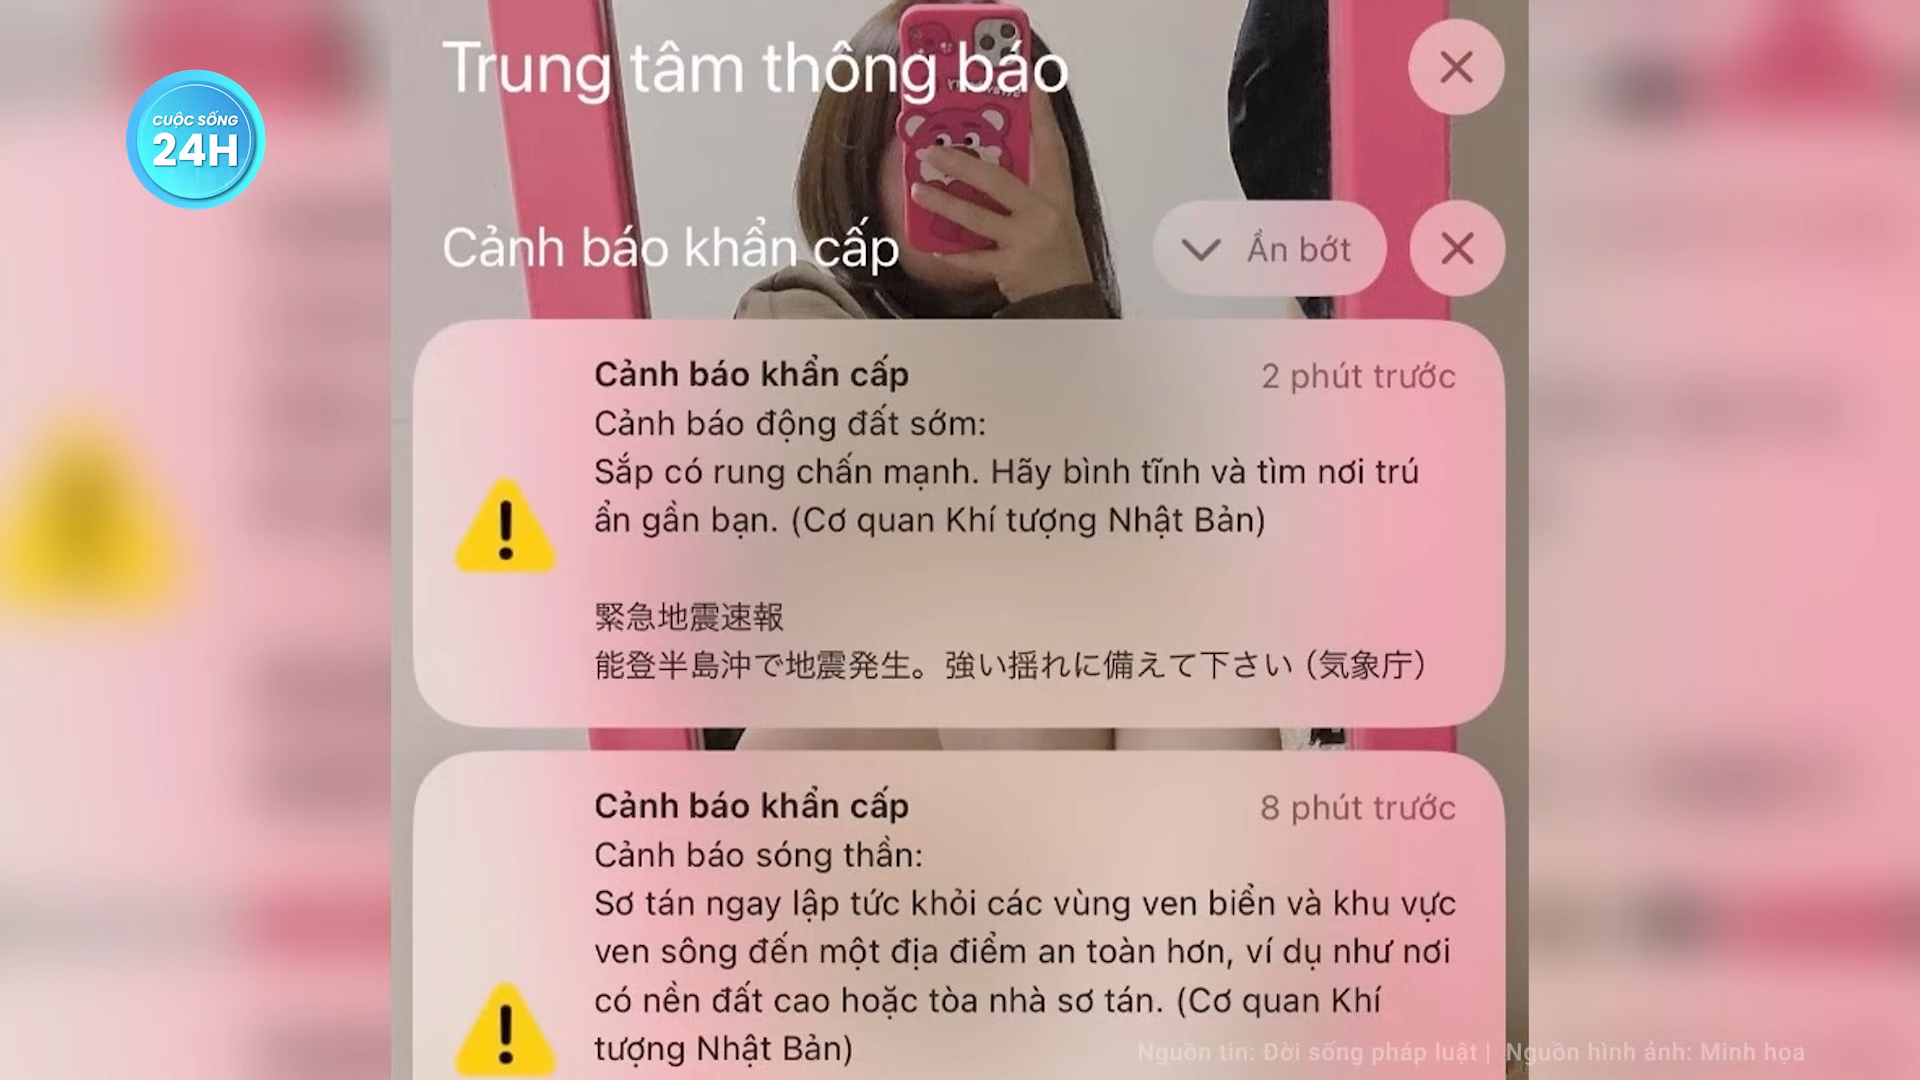 CUỘC SỐNG
24H
Trung tâm thông báo
Cảnh báo khẩn cấp
Ẩn bớt
Cảnh báo khẩn cấp
2 phút trước
Cảnh báo động đất sớm:
Sắp có rung chấn mạnh. Hãy bình tĩnh và tìm nơi trú
ẩn gần bạn. (Cơ quan Khí tượng Nhật Bản)
緊急地震速報
能登半島沖で地震発生。強い揺れに備えて下さい（気象庁）
Cảnh báo khẩn cấp
8 phút trước
Cảnh báo sóng thần:
Sơ tán ngay lập tức khỏi các vùng ven biển và khu vực
ven sông đến một địa điểm an toàn hơn, ví dụ như nơi
có nền đất cao hoặc tòa nhà sơ tán. (Cơ quan Khí
tượng Nhật Bản)
Nguồn tin: Đời sống pháp luật | Nguồn hình ảnh: Minh họa